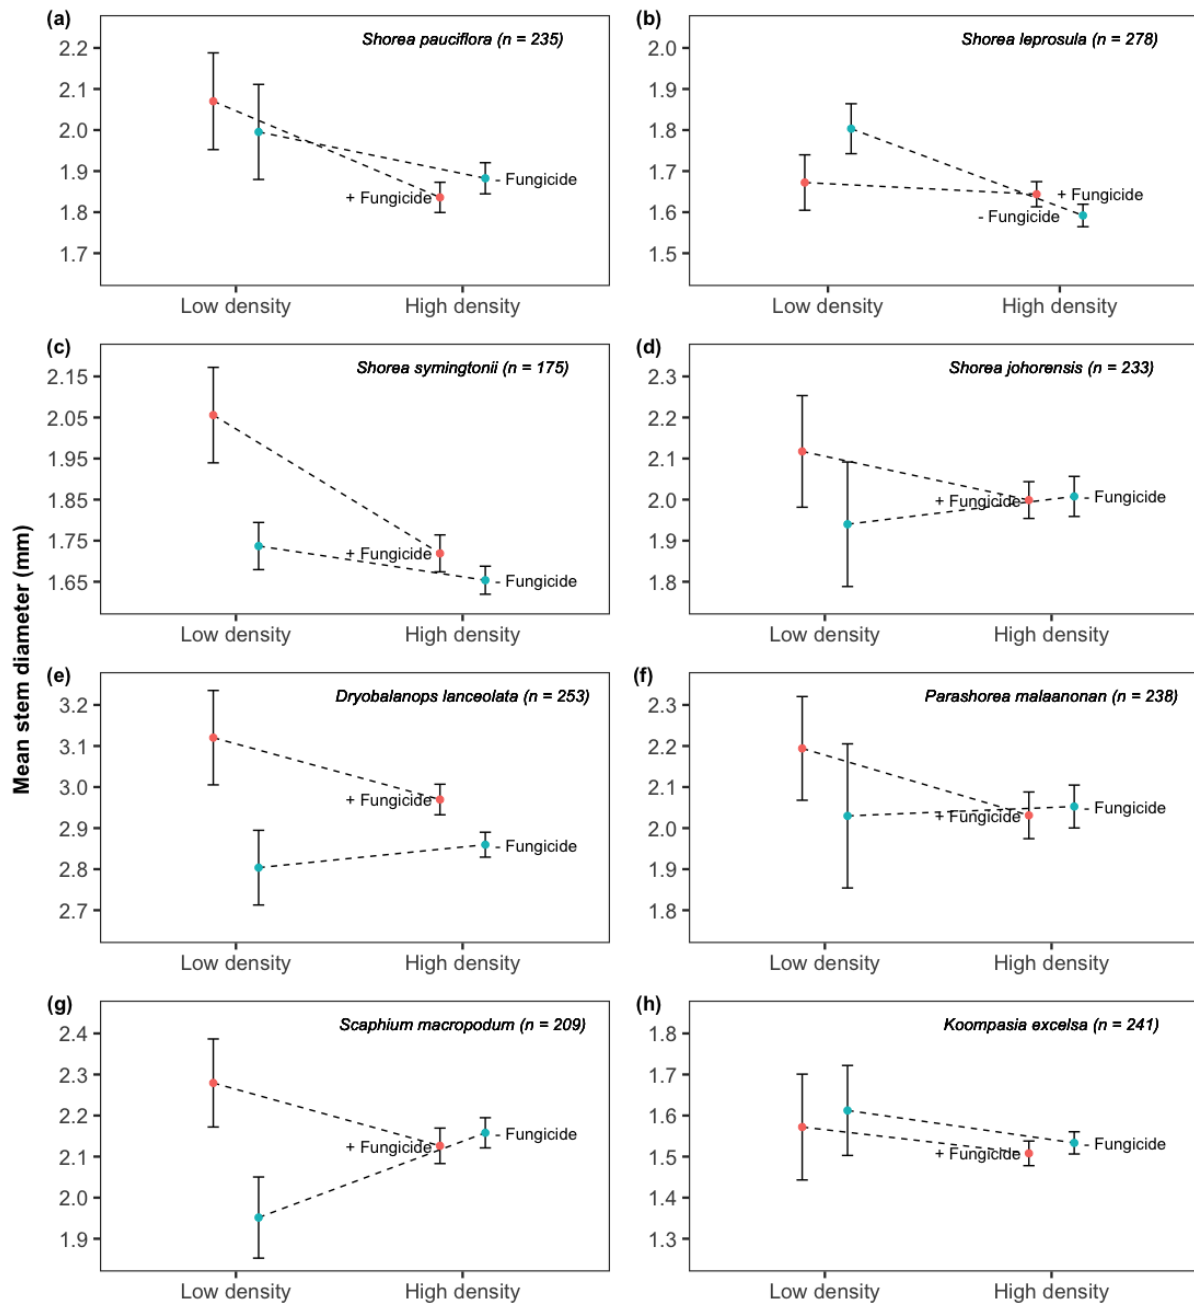 Mean stem diameter (mm)
(a)
Shorea pauciflora (n = 235)
2.2
2.1
2.0
1.9
1.8
1.7
+ Fungicide
- Fungicide
Low density
High density
(b)
Shorea leprosula (n = 278)
2.0
1.9
1.8
1.7
1.6
1.5
+ Fungicide
- Fungicide
Low density
High density
(c)
Shorea symingtonii (n = 175)
2.15
2.05
1.95
1.85
1.75
1.65
+ Fungicide
- Fungicide
Low density
High density
(d)
Shorea johorensis (n = 233)
2.3
2.2
2.1
2.0
1.9
1.8
+ Fungicide
- Fungicide
Low density
High density
(e)
Dryobalanops lanceolata (n = 253)
3.2
3.1
3.0
2.9
2.8
2.7
+ Fungicide
- Fungicide
Low density
High density
(f)
Parashorea malaanonan (n = 238)
2.3
2.2
2.1
2.0
1.9
1.8
+ Fungicide
- Fungicide
Low density
High density
(g)
Scaphium macropodum (n = 209)
2.4
2.3
2.2
2.1
2.0
1.9
+ Fungicide
- Fungicide
Low density
High density
(h)
Koompasia excelsa (n = 241)
1.8
1.7
1.6
1.5
1.4
1.3
+ Fungicide
- Fungicide
Low density
High density